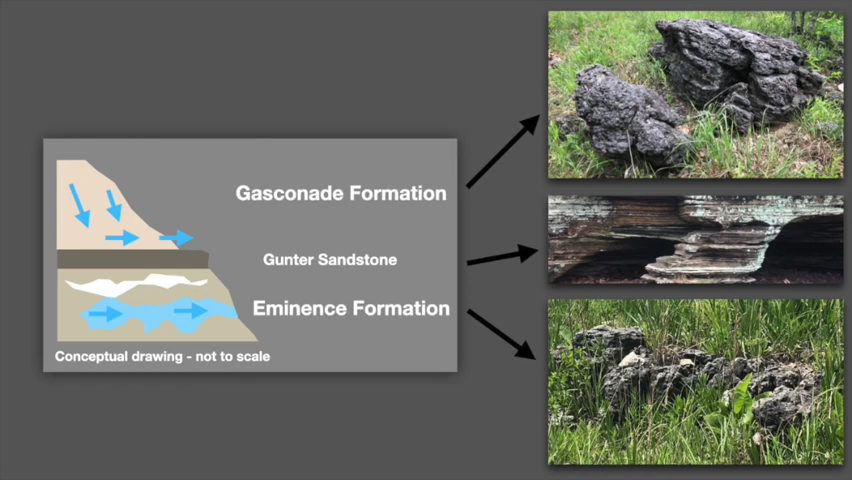 Gasconade Formation
Gunter Sandstone
Eminence Formation
Conceptual drawing - not to scale